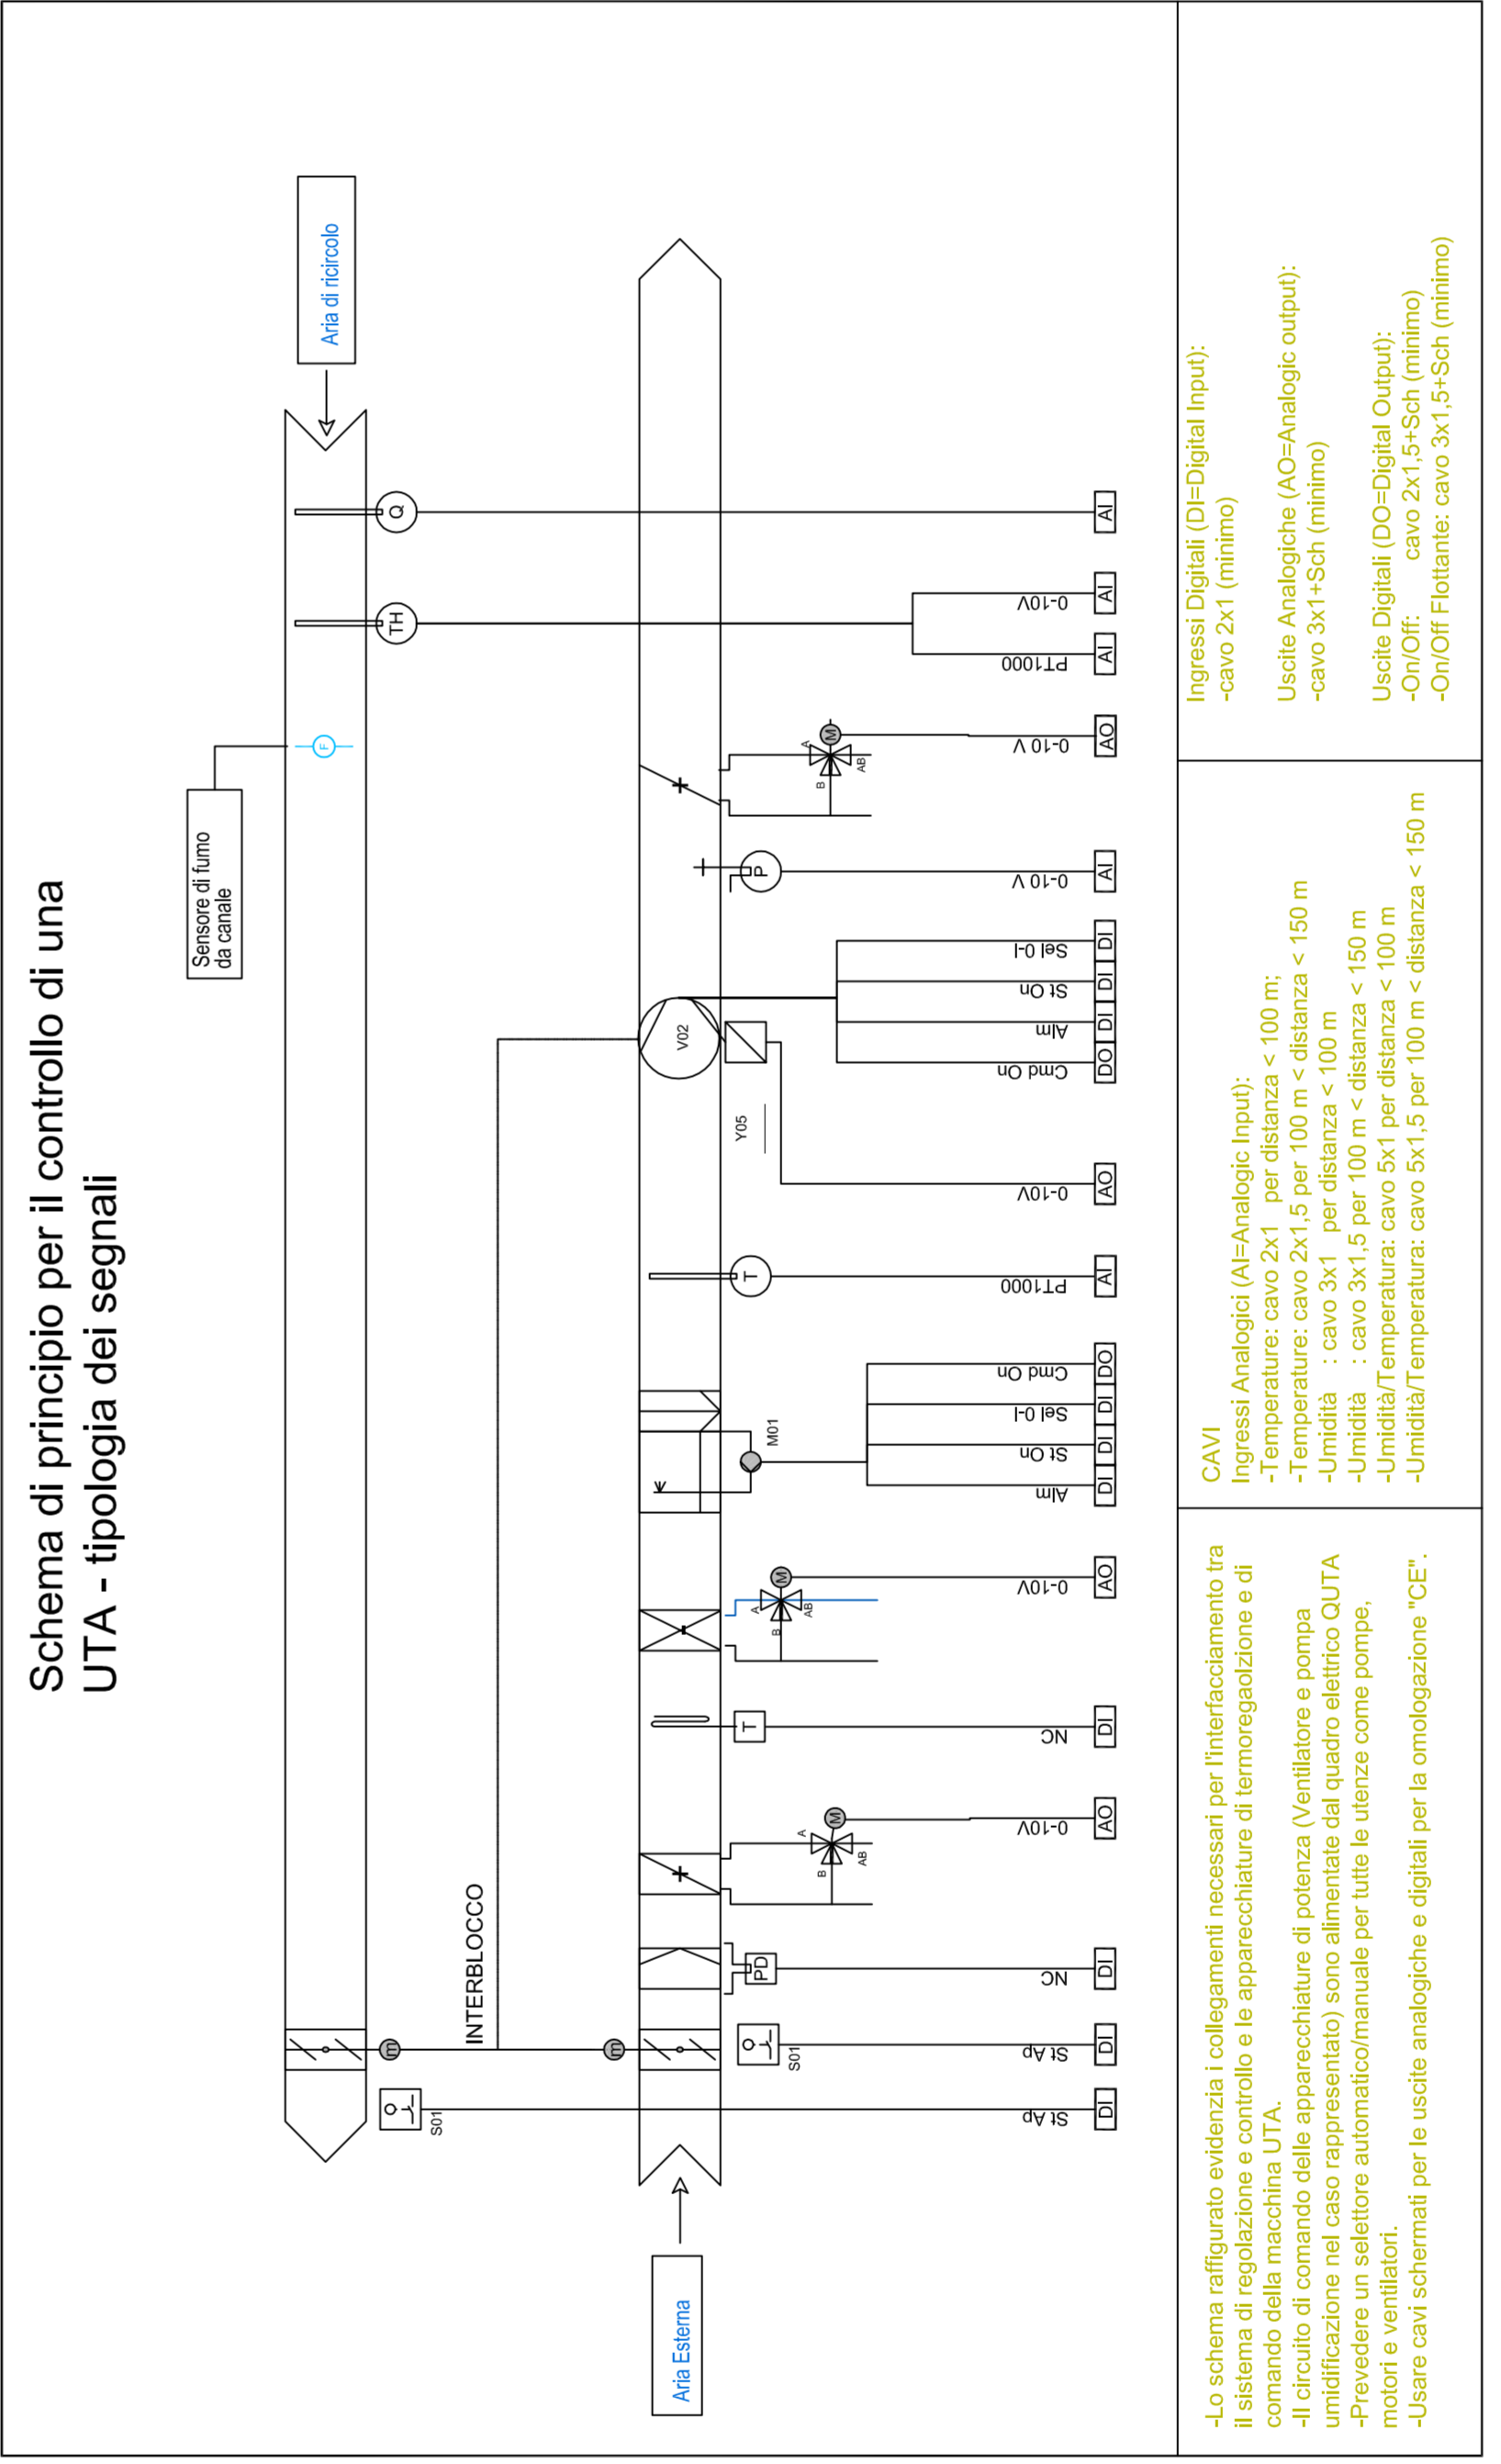 Schema di principio per il controllo di una
UTA - tipologia dei segnali
Sensore di fumo
da canale
Aria di ricircolo
F
TH
Q
m
S01
INTERBLOCCO
m
V02
Aria Esterna
S01
PD
A
B
AB
M
T
A
B
AB
M
M01
T
Y05
P
A
B
AB
M
St Ap
St Ap
NC
0-10V
NC
0-10V
Alm
St On
Sel 0-I
Cmd On
PT1000
0-10V
Cmd On
Alm
St On
Sel 0-I
0-10 V
0-10 V
PT1000
0-10V
DI
DI
DI
AO
DI
AO
DI
DI
DI
DO
AI
AO
DO
DI
DI
DI
AI
AO
AI
AI
AI
-Lo schema raffigurato evidenzia i collegamenti necessari per l'interfacciamento tra
il sistema di regolazione e controllo e le apparecchiature di termoregaolzione e di
comando della macchina UTA.
-Il circuito di comando delle apparecchiature di potenza (Ventilatore e pompa
umidificazione nel caso rappresentato) sono alimentate dal quadro elettrico QUTA
-Prevedere un selettore automatico/manuale per tutte le utenze come pompe,
motori e ventilatori.
-Usare cavi schermati per le uscite analogiche e digitali per la omologazione "CE".
CAVI
Ingressi Analogici (AI=Analogic Input):
-Temperature: cavo 2x1 per distanza < 100 m;
-Temperature: cavo 2x1,5 per 100 m < distanza < 150 m
-Umidità : cavo 3x1 per distanza < 100 m
-Umidità : cavo 3x1,5 per 100 m < distanza < 150 m
-Umidità/Temperatura: cavo 5x1 per distanza < 100 m
-Umidità/Temperatura: cavo 5x1,5 per 100 m < distanza < 150 m
Ingressi Digitali (DI=Digital Input):
-cavo 2x1 (minimo)
Uscite Analogiche (AO=Analogic output):
-cavo 3x1+Sch (minimo)
Uscite Digitali (DO=Digital Output):
-On/Off: cavo 2x1,5+Sch (minimo)
-On/Off Flottante: cavo 3x1,5+Sch (minimo)